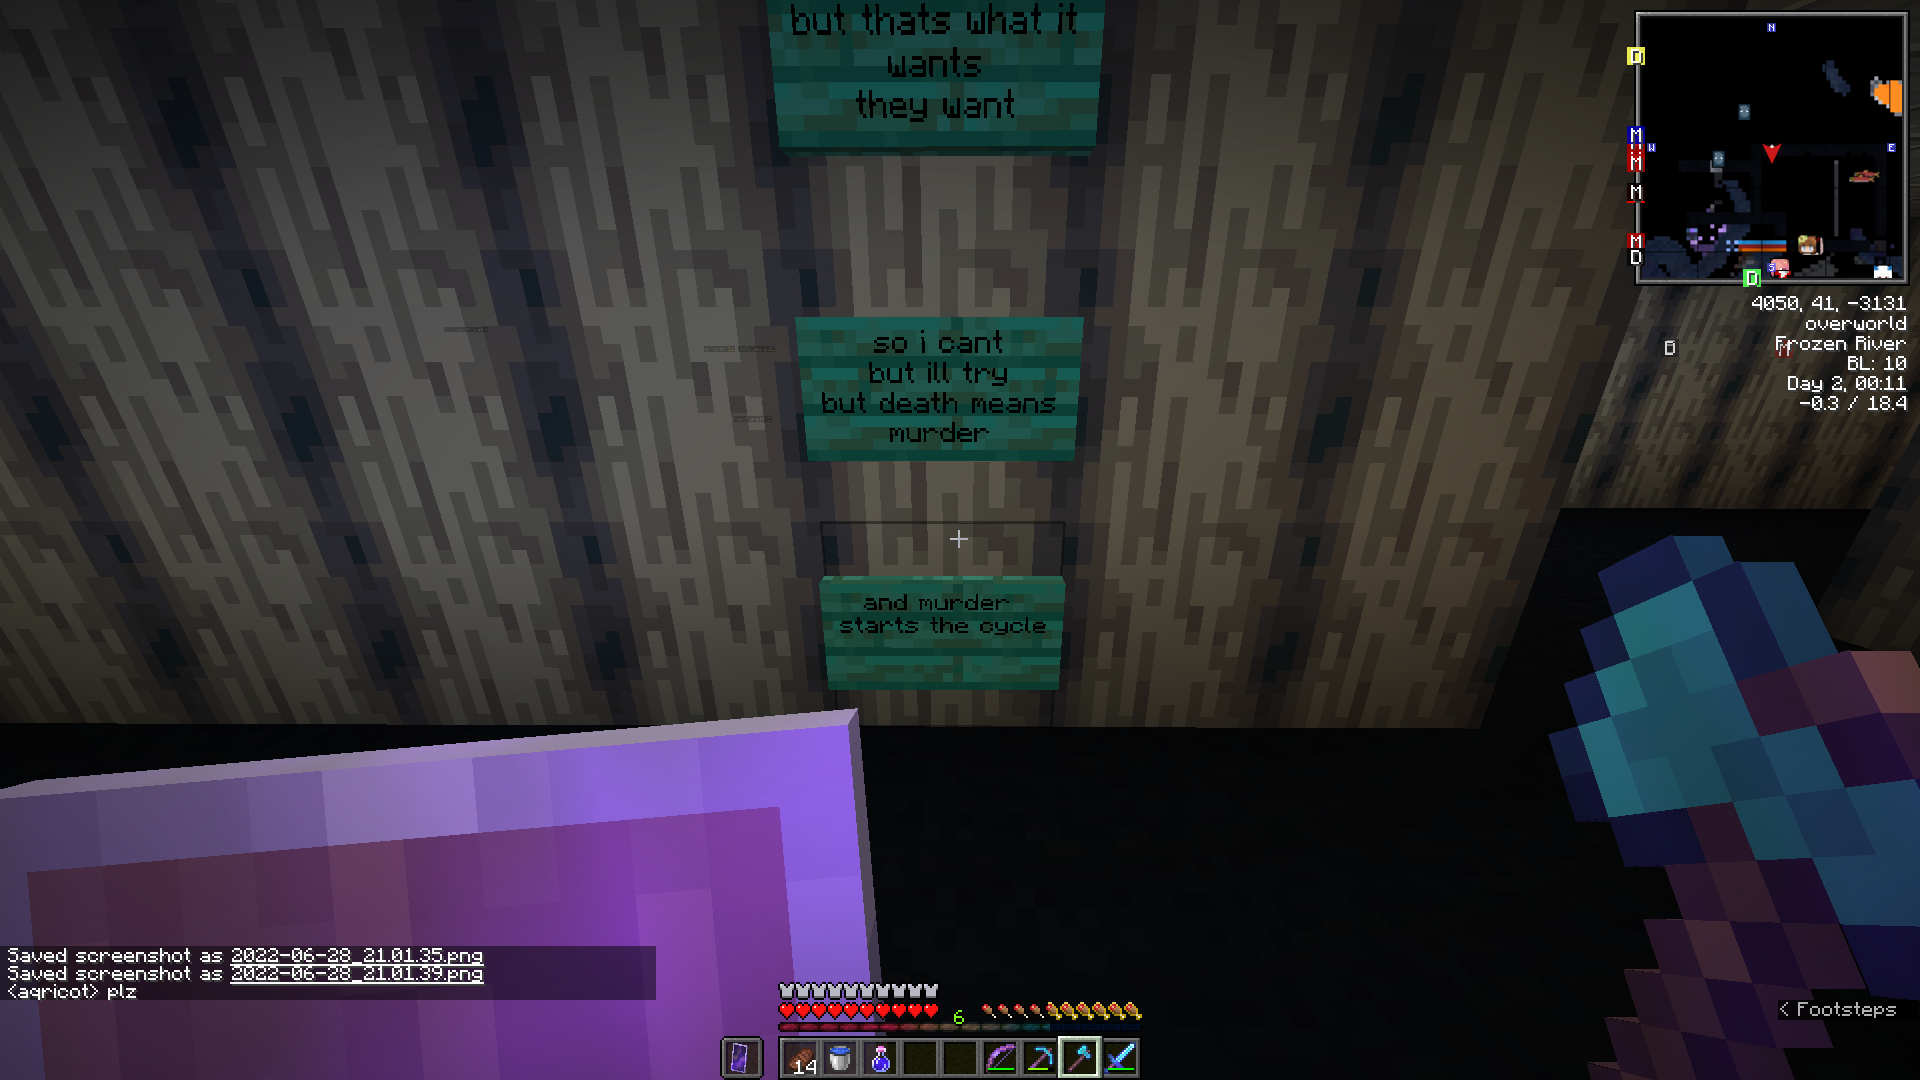 but thats what it
wants
they want
so i cant
but ill try
but death means
murder
and murder
starts the cycle
N
D
M
W
M
E
M
M
D
S
D
4050, 41, -3131
overworld
D
Frozen River
M
BL: 10
Day 2, 00:11
-0.3 / 18.4
Saved screenshot as 2022-06-28_21.01.35.png
Saved screenshot as 2022-06-28_21.01.39.png
<aqricot> plz
6
< Footsteps
14